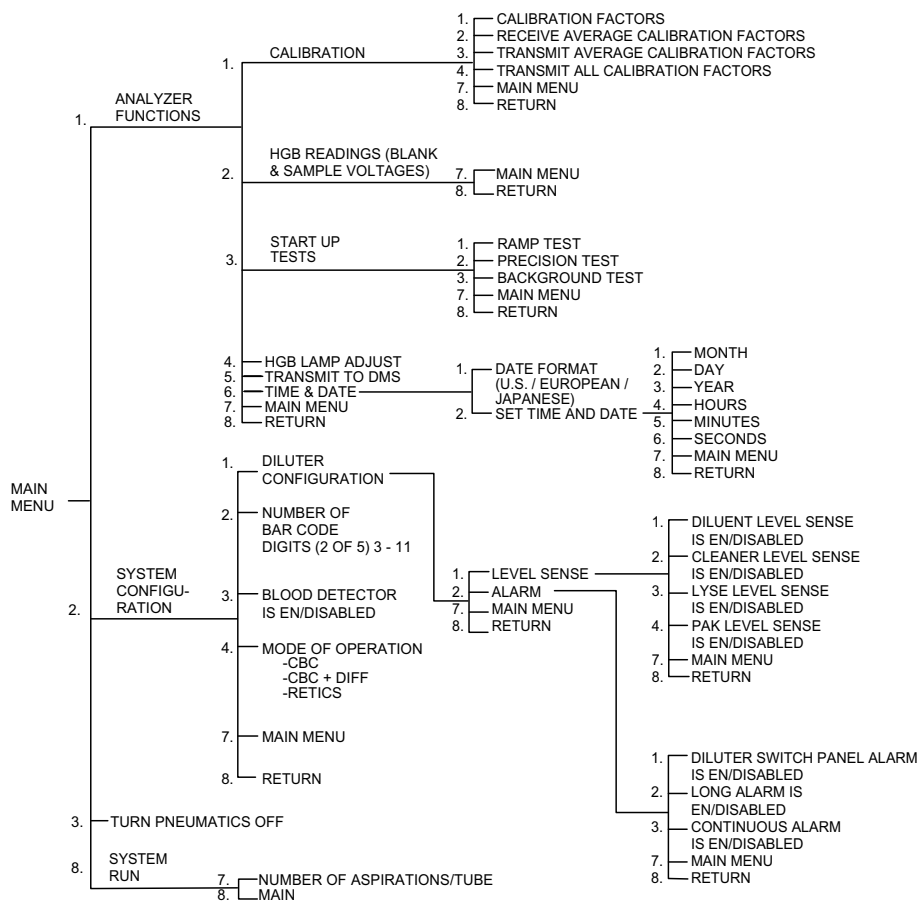 MAIN
MENU
1.
ANALYZER
FUNCTIONS
1.
CALIBRATION
1. CALIBRATION FACTORS
2. RECEIVE AVERAGE CALIBRATION FACTORS
3. TRANSMIT AVERAGE CALIBRATION FACTORS
4. TRANSMIT ALL CALIBRATION FACTORS
7. MAIN MENU
8. RETURN
2.
HGB READINGS (BLANK
& SAMPLE VOLTAGES)
7. MAIN MENU
8. RETURN
3.
START UP
TESTS
1. RAMP TEST
2. PRECISION TEST
3. BACKGROUND TEST
7. MAIN MENU
8. RETURN
4. HGB LAMP ADJUST
5. TRANSMIT TO DMS
6. TIME & DATE
7. MAIN MENU
8. RETURN
1. DATE FORMAT
(U.S. / EUROPEAN /
JAPANESE)
2. SET TIME AND DATE
1. MONTH
2. DAY
3. YEAR
4. HOURS
5. MINUTES
6. SECONDS
7. MAIN MENU
8. RETURN
2.
SYSTEM
CONFIGU-
RATION
1. DILUTER
CONFIGURATION
2. NUMBER OF
BAR CODE
DIGITS (2 OF 5) 3 - 11
3. BLOOD DETECTOR
IS EN/DISABLED
4. MODE OF OPERATION
-CBC
-CBC + DIFF
-RETICS
7. MAIN MENU
8. RETURN
1. LEVEL SENSE
2. ALARM
7. MAIN MENU
8. RETURN
1. DILUENT LEVEL SENSE
IS EN/DISABLED
2. CLEANER LEVEL SENSE
IS EN/DISABLED
3. LYSE LEVEL SENSE
IS EN/DISABLED
4. PAK LEVEL SENSE
IS EN/DISABLED
7. MAIN MENU
8. RETURN
1. DILUTER SWITCH PANEL ALARM
IS EN/DISABLED
2. LONG ALARM IS
EN/DISABLED
3. CONTINUOUS ALARM
IS EN/DISABLED
7. MAIN MENU
8. RETURN
3. TURN PNEUMATICS OFF
8. SYSTEM
RUN
7. NUMBER OF ASPIRATIONS/TUBE
8. MAIN